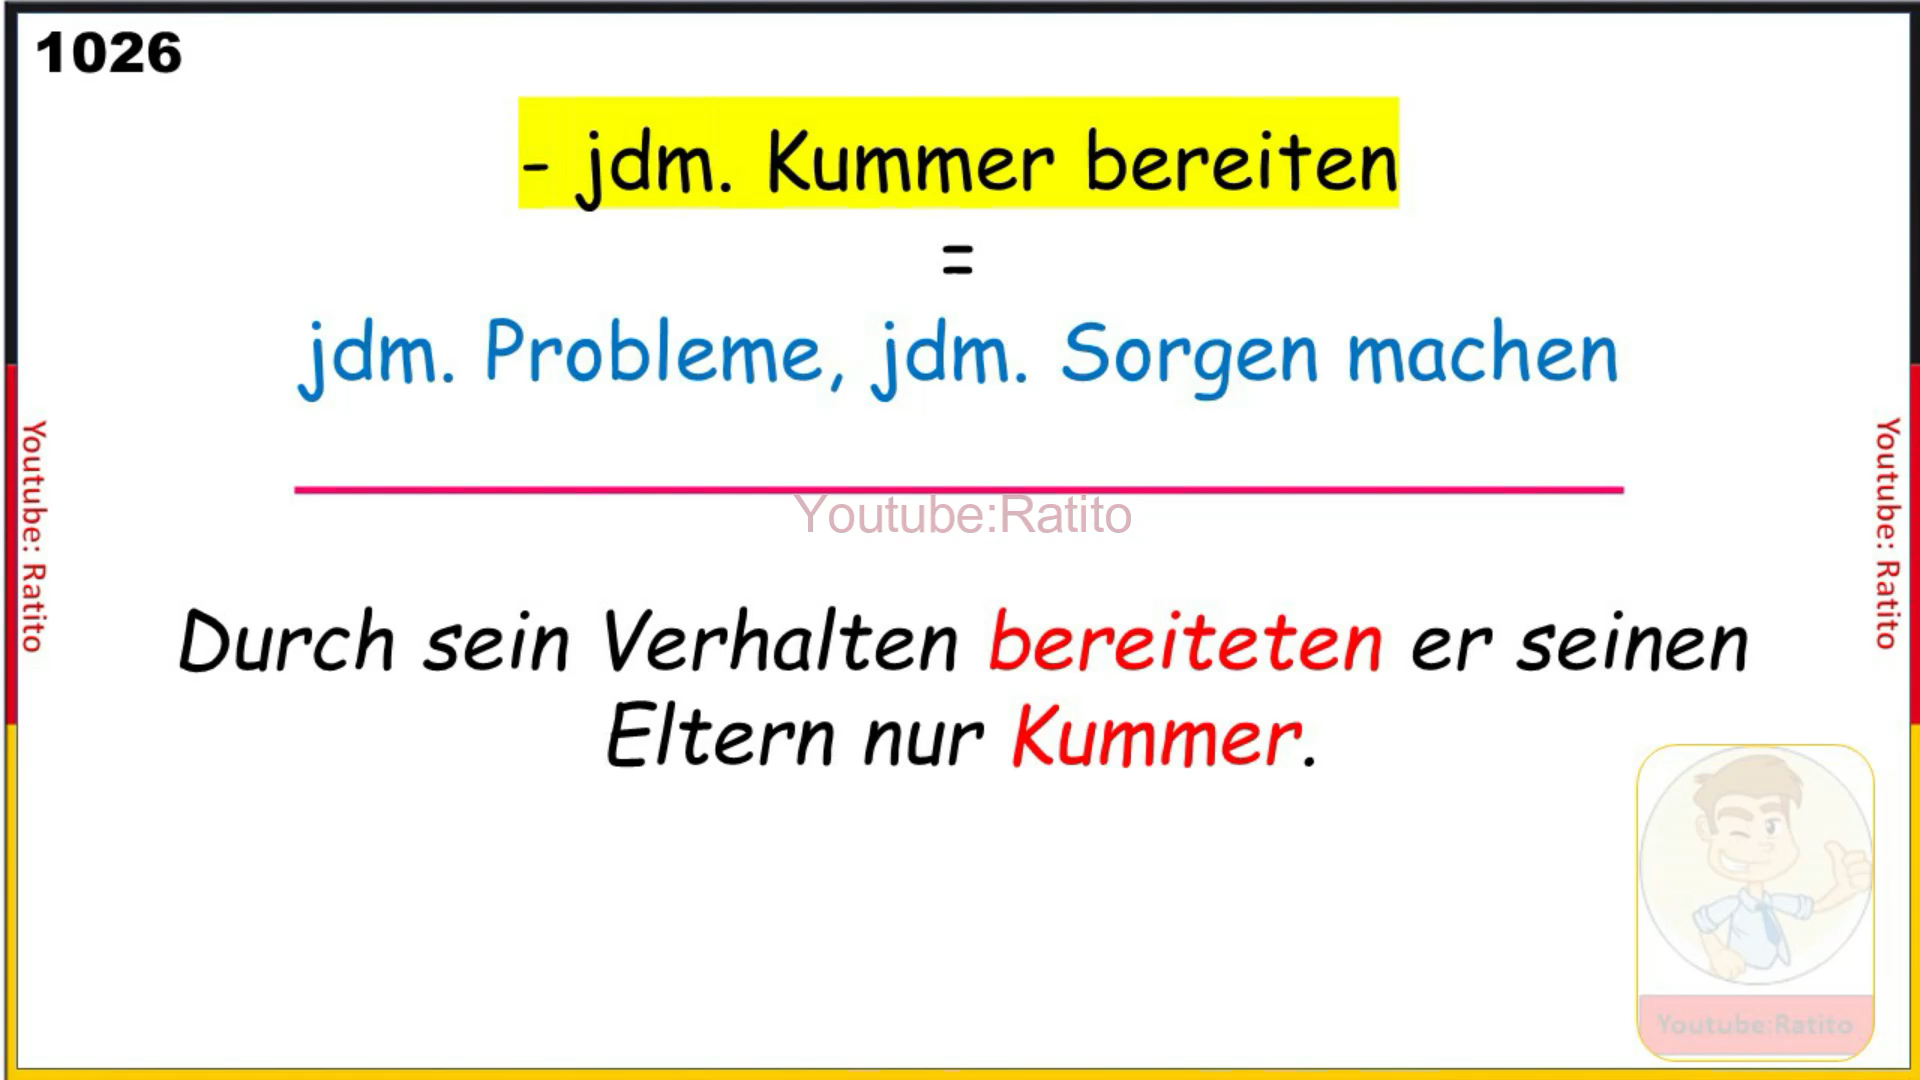 1026
- jdm. Kummer bereiten
=
jdm. Probleme, jdm. Sorgen machen
Youtube: Ratito
Youtube:Ratito
Youtube: Ratito
Durch sein Verhalten bereiteten er seinen
Eltern nur Kummer.
Youtube:Ratito